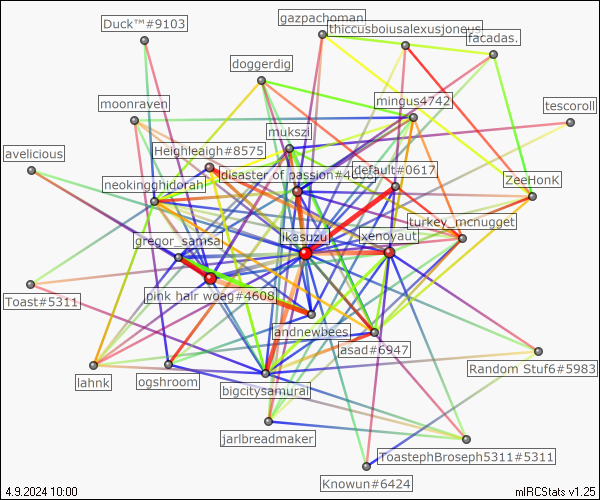 Duck™#9103
gazpachoman
thiccusboiusalexusjoneus
facadas.
doggerdig
moonraven
mingus4742
tescoroll
mukszi
avelicious
Heighleaigh#8575
disaster of passion#4608
default#0617
neokingghidorah
ZeeHonK
turkey_mcnugget
gregor_samsa
ikasuzu
xenoyaut
pink hair woag#4608
Toast#5311
andnewbees
asad#6947
lahnk
ogshroom
bigcitysamurai
Random Stuf6#5983
jarlbreadmaker
ToastephBroseph5311#5311
Knowun#6424
4.9.2024 10:00
mIRCStats v1.25